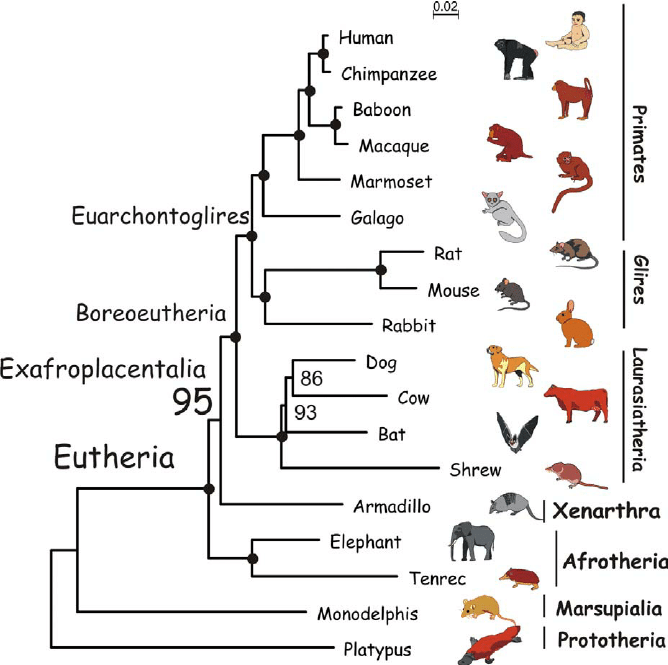 0.02
Human
Chimpanzee
Baboon
Macaque
Marmoset
Galago
Primates
Euarchontoglires
Rat
Mouse
Rabbit
Glires
Boreoeutheria
Exafroplacentalia
95
Dog
86
Cow
93
Bat
Shrew
Laurasiatheria
Eutheria
Armadillo
Xenarthra
Elephant
Tenrec
Afrotheria
Monodelphis
Marsupialia
Platypus
Prototheria